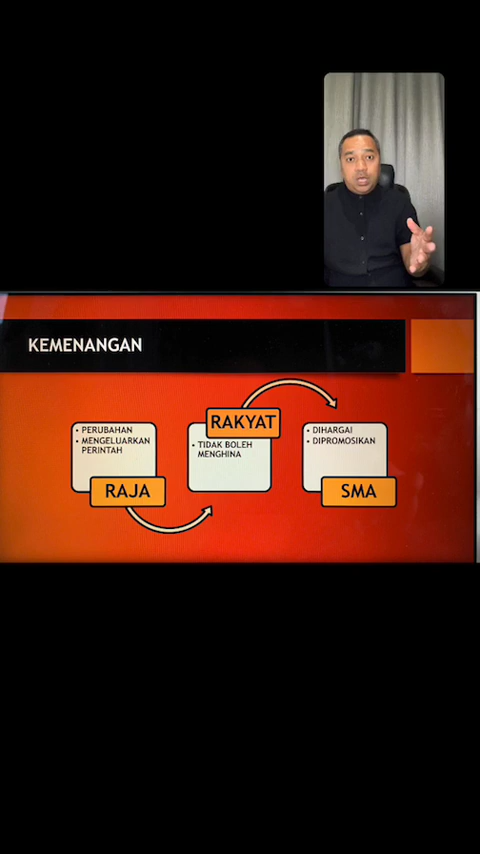 KEMENANGAN
• PERUBAHAN
• MENGELUARKAN
PERINTAH
RAJA
RAKYAT
• TIDAK BOLEH
MENGHINA
• DIHARGAI
• DIPROMOSIKAN
SMA